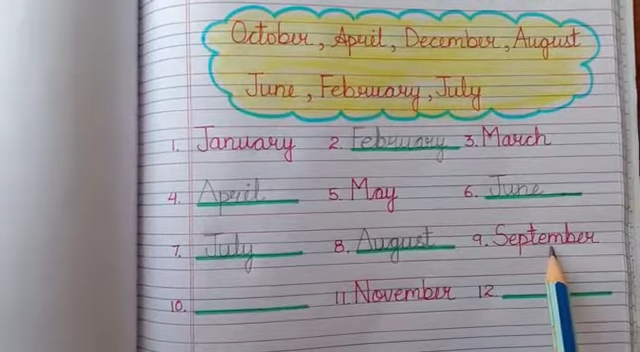 October, April, December, August
June, February, July
1. January 2. February 3. March
4. April 5. May 6. June
7. July 8. August 9. September
10. 11. November 12